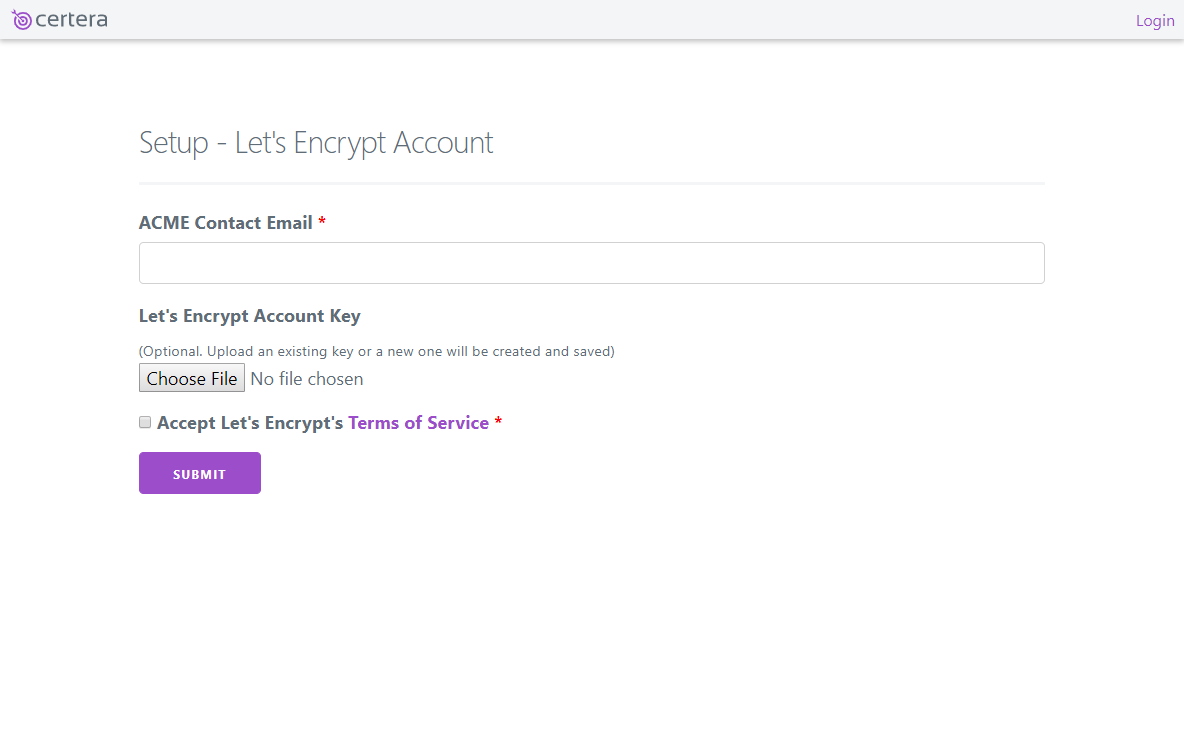 certera
Login
Setup - Let's Encrypt Account
ACME Contact Email *
Let's Encrypt Account Key
(Optional. Upload an existing key or a new one will be created and saved)
Choose File No file chosen
Accept Let's Encrypt's Terms of Service *
SUBMIT